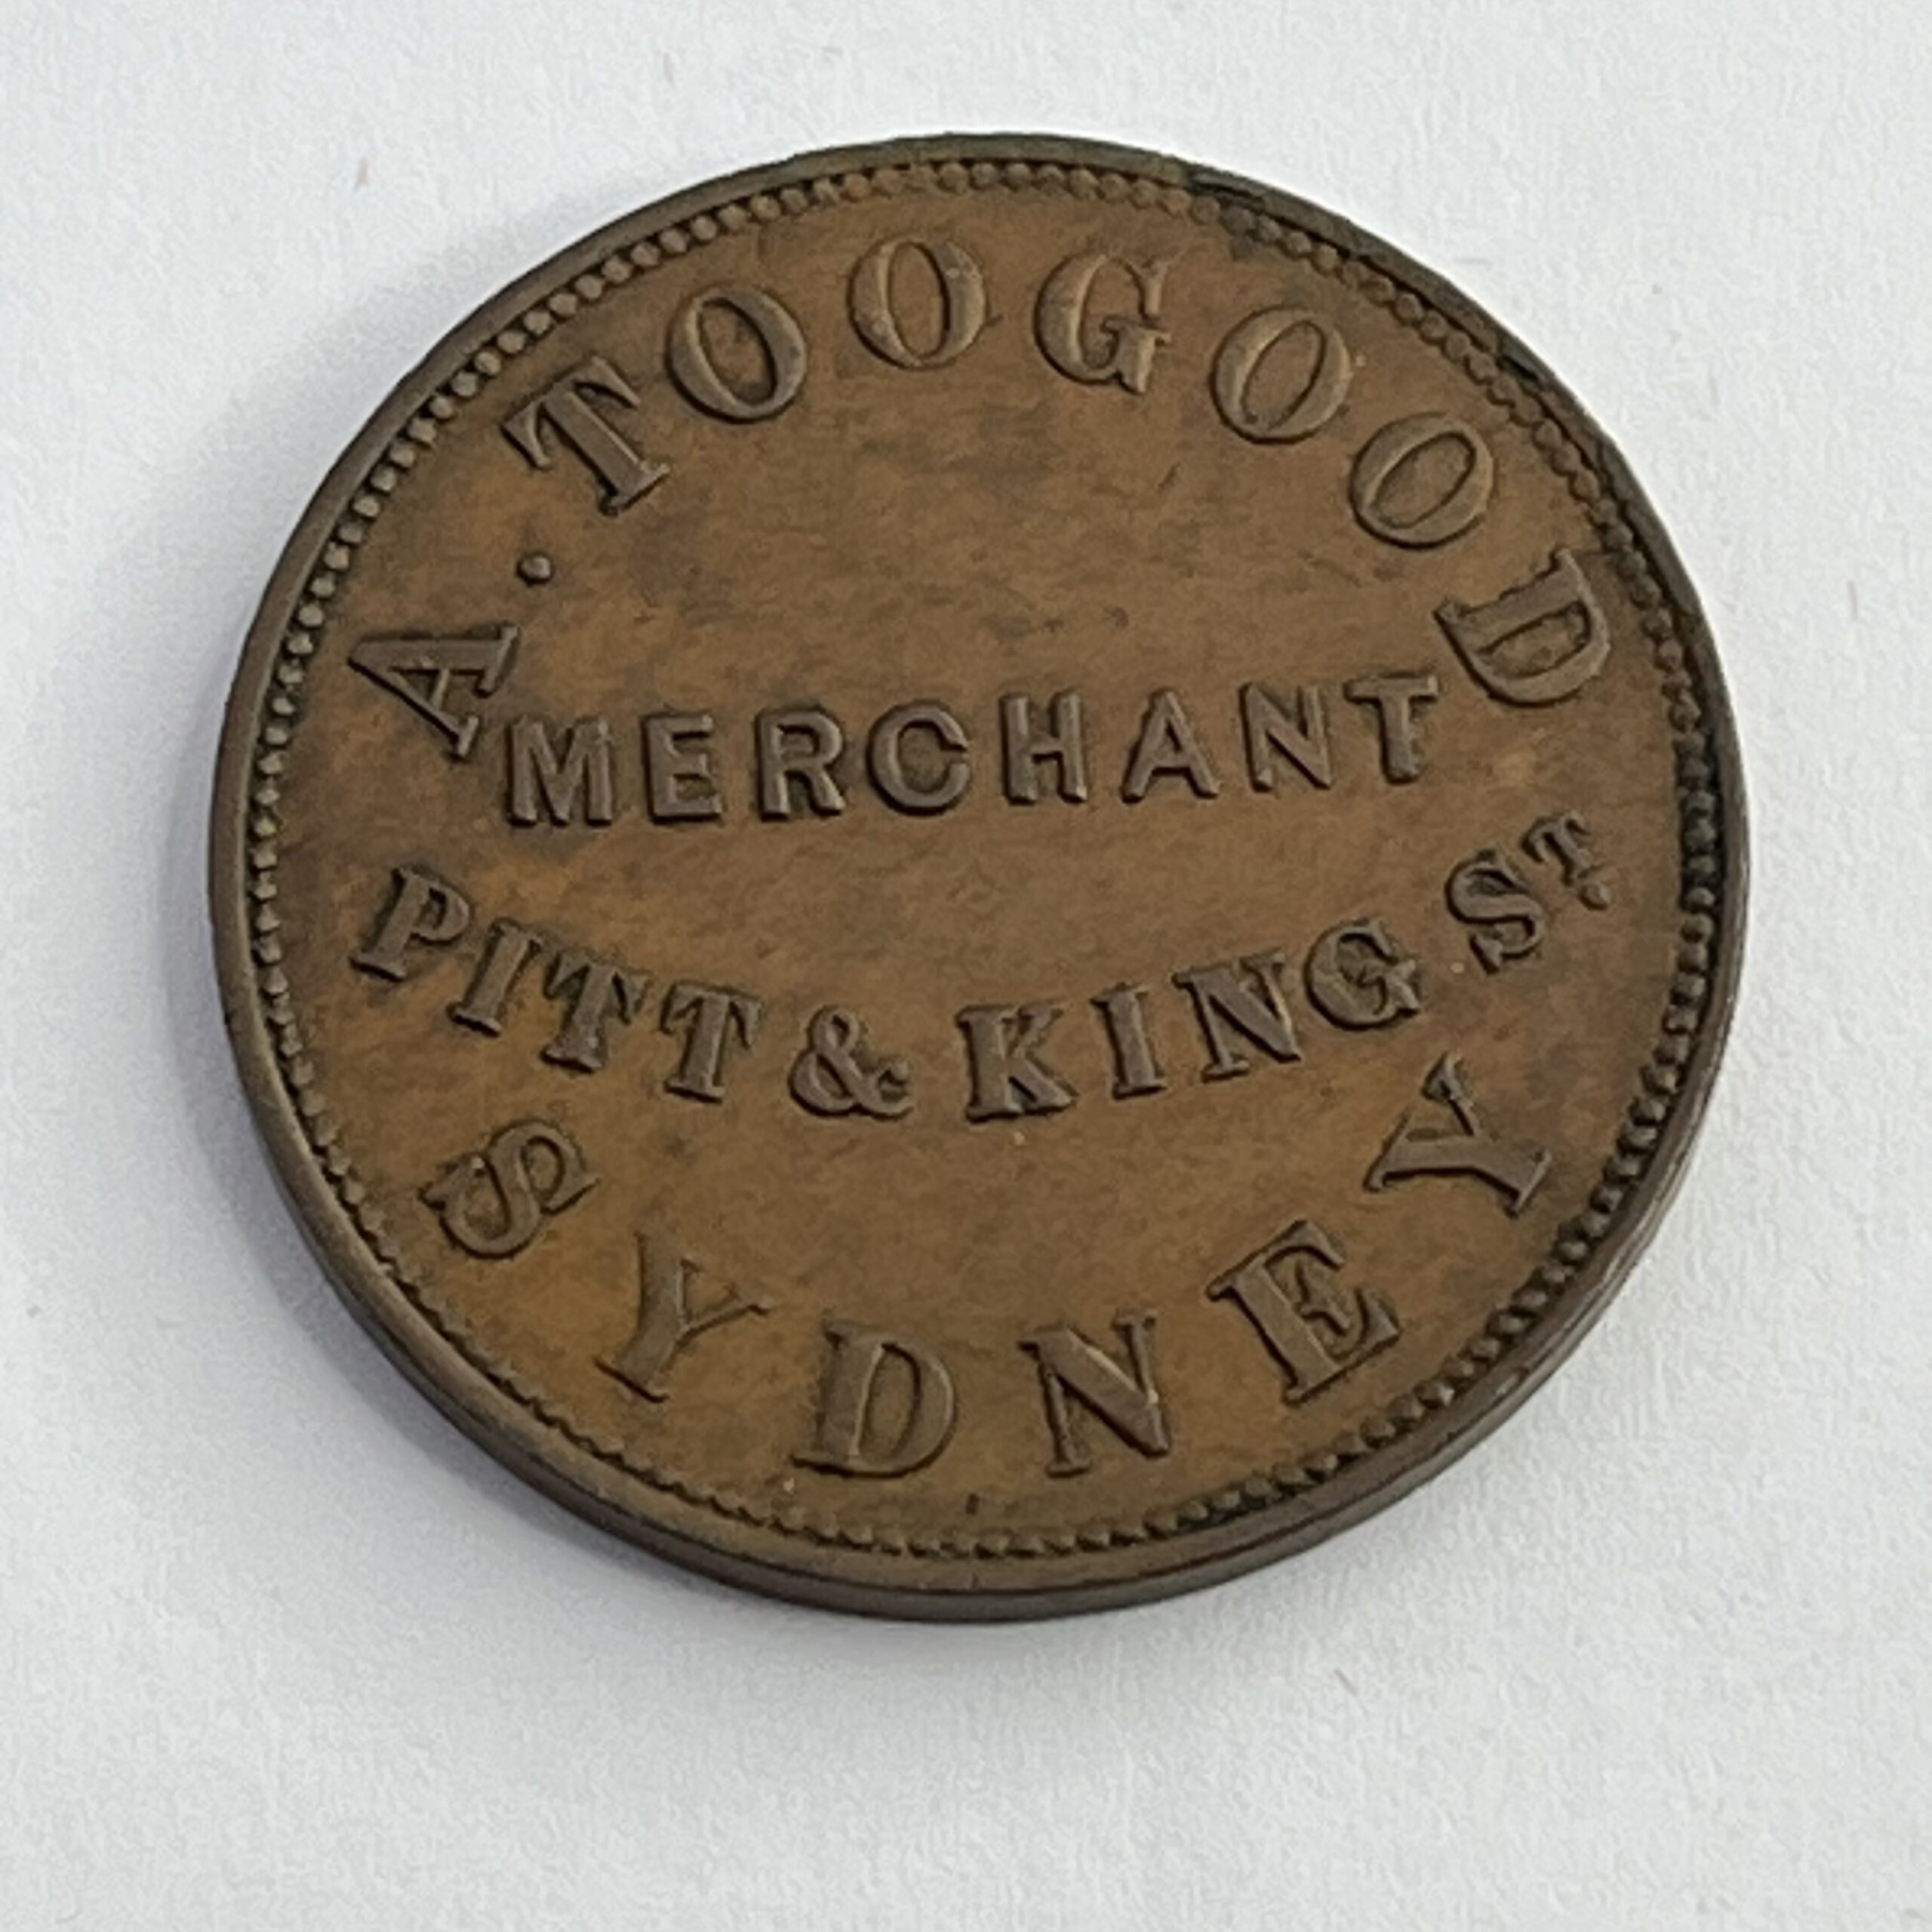 A. TOOGOOD
MERCHANT
PITT & KING ST.
SYDNEY